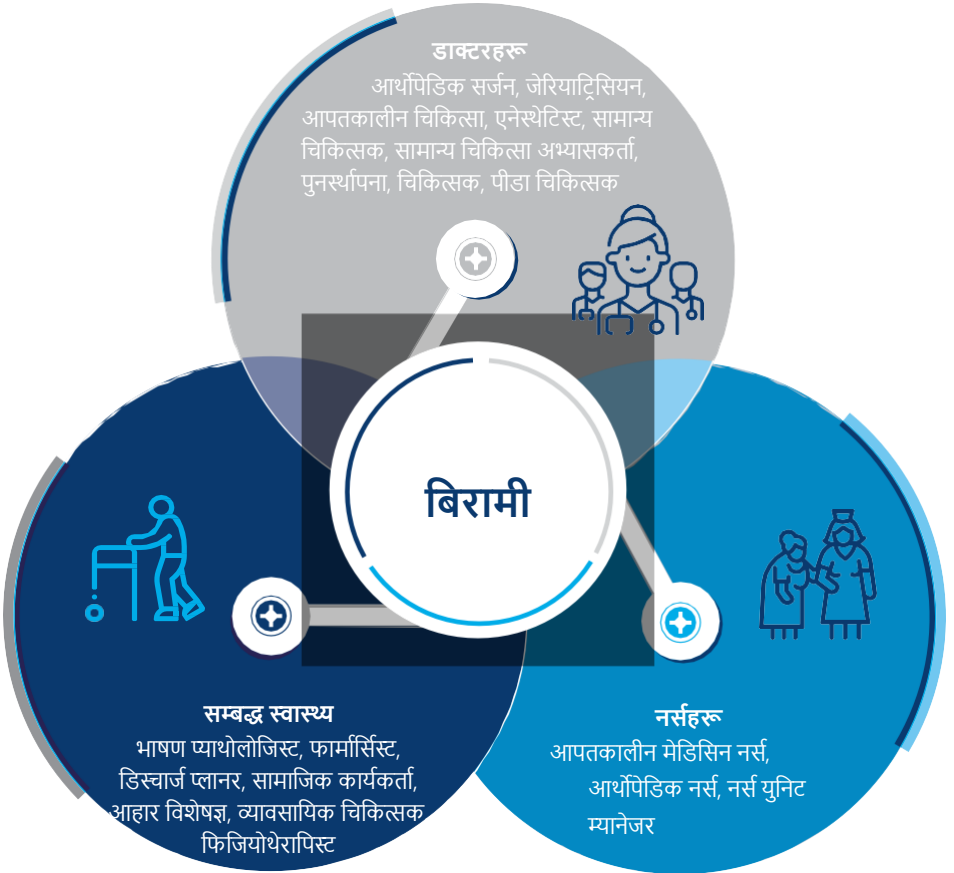 डाक्टरहरू
आर्थोपेडिक सर्जन, जेरियाट्रिसियन,
आपतकालीन चिकित्सा, एनेस्थेटिस्ट, सामान्य
चिकित्सक, सामान्य चिकित्सा अभ्यासकर्ता,
पुनर्स्थापना, चिकित्सक, पीडा चिकित्सक
बिरामी
सम्बद्ध स्वास्थ्य
भाषण प्याथोलोजिस्ट, फार्मासिस्ट,
डिस्चार्ज प्लानर, सामाजिक कार्यकर्ता,
आहार विशेषज्ञ, व्यावसायिक चिकित्सक
फिजियोथेरापिस्ट
नर्सहरू
आपतकालीन मेडिसिन नर्स,
आर्थोपेडिक नर्स, नर्स युनिट
म्यानेजर